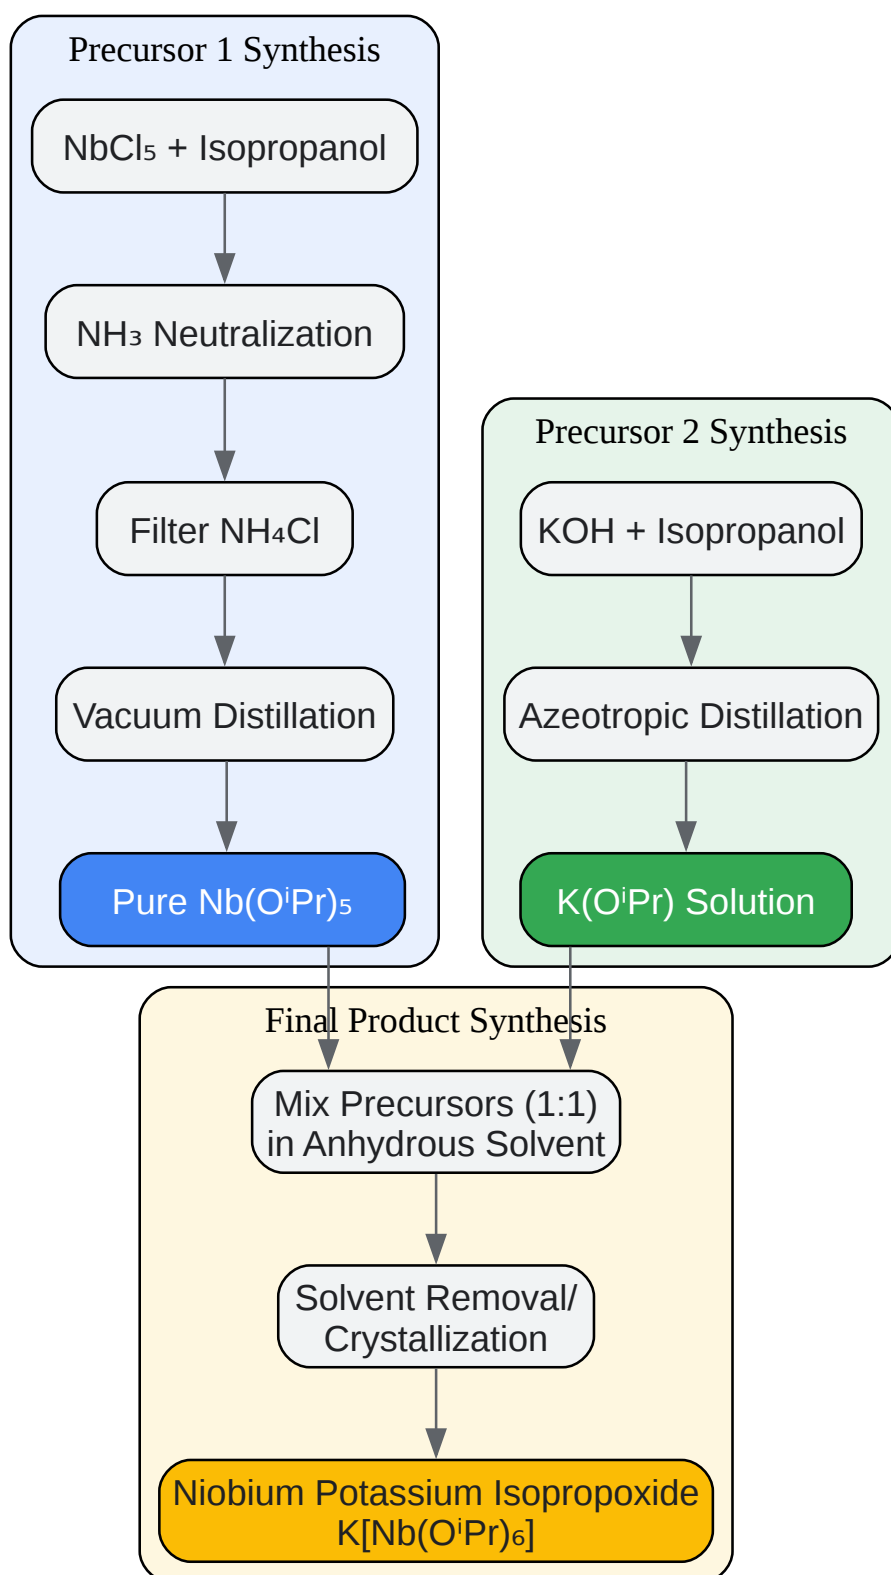 Precursor 1 Synthesis
NbCl₅ + Isopropanol
NH₃ Neutralization
Filter NH₄Cl
Vacuum Distillation
Pure Nb(OⁱPr)₅
Precursor 2 Synthesis
KOH + Isopropanol
Azeotropic Distillation
K(OⁱPr) Solution
Final Product Synthesis
Mix Precursors (1:1)
in Anhydrous Solvent
Solvent Removal/
Crystallization
Niobium Potassium Isopropoxide
K[Nb(OⁱPr)₆]